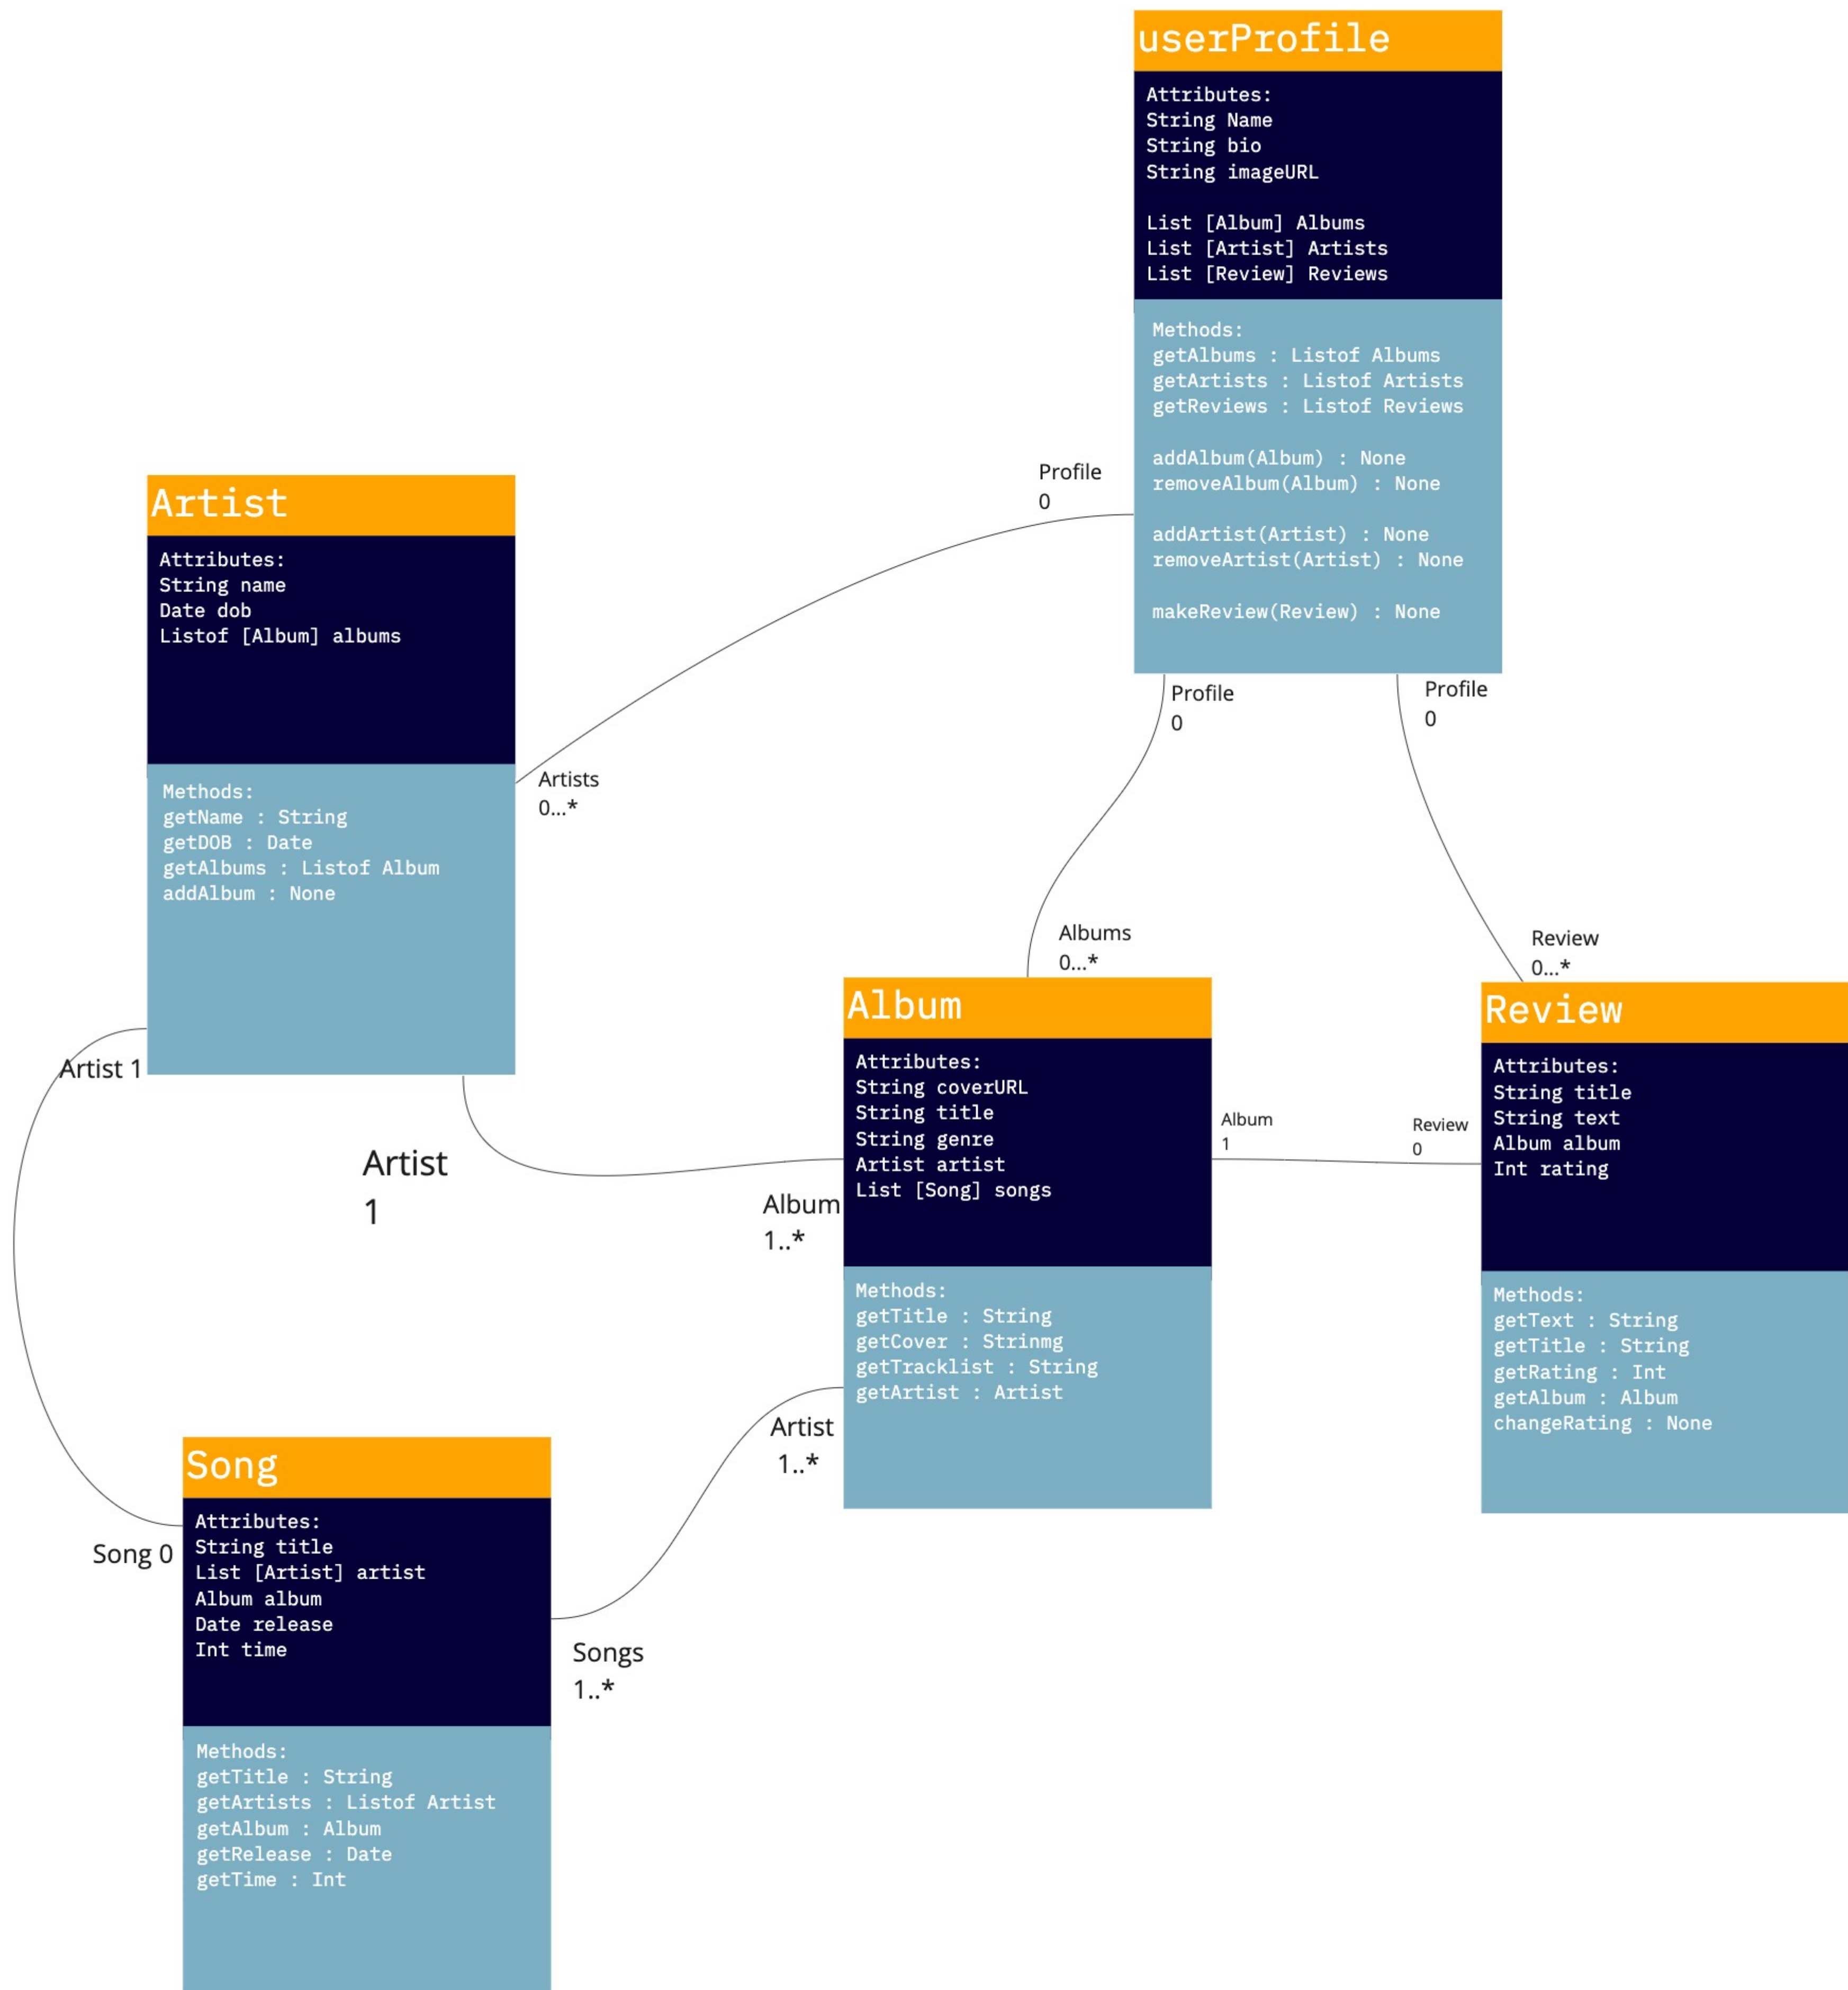 userProfile
Attributes:
String Name
String bio
String imageURL
List [Album] Albums
List [Artist] Artists
List [Review] Reviews
Methods:
getAlbums : Listof Albums
getArtists : Listof Artists
getReviews : Listof Reviews
addAlbum(Album) : None
removeAlbum(Album) : None
addArtist(Artist) : None
removeArtist(Artist) : None
makeReview(Review) : None
Profile
0
Profile
0
Profile
0
Artist
Attributes:
String name
Date dob
Listof [Album] albums
Methods:
getName : String
getDOB : Date
getAlbums : Listof Album
addAlbum : None
Artists
0...*
Artist 1
Artist
1
Albums
0...*
Review
0...*
Album
Attributes:
String coverURL
String title
String genre
Artist artist
List [Song] songs
Methods:
getTitle : String
getCover : Strinmg
getTracklist : String
getArtist : Artist
Album
1..*
Album
1
Review
0
Artist
1..*
Review
Attributes:
String title
String text
Album album
Int rating
Methods:
getText : String
getTitle : String
getRating : Int
getAlbum : Album
changeRating : None
Song
Attributes:
String title
List [Artist] artist
Album album
Date release
Int time
Methods:
getTitle : String
getArtists : Listof Artist
getAlbum : Album
getRelease : Date
getTime : Int
Song 0
Songs
1..*